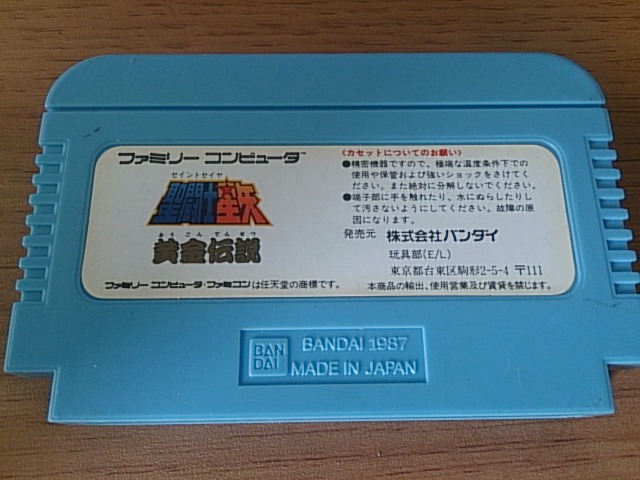 ファミリー コンピュータ™
セイントセイヤ
聖闘士星矢
おうごんでんせつ
黄金伝説
ファミリー コンピュータ・ファミコンは任天堂の商標です。
〈カセットについてのお願い〉
●精密機器ですので、極端な温度条件下での
使用や保管および強いショックをさけてく
ださい。また絶対に分解しないでください。
●端子部に手を触れたり、水にぬらしたりし
て汚さないようにしてください。故障の原
因になります。
発売元 株式会社バンダイ
玩具部(E/L)
東京都台東区駒形2-5-4 〒111
本商品の輸出、使用営業及び賃貸を禁じます。
BAN
DAI
BANDAI 1987
MADE IN JAPAN